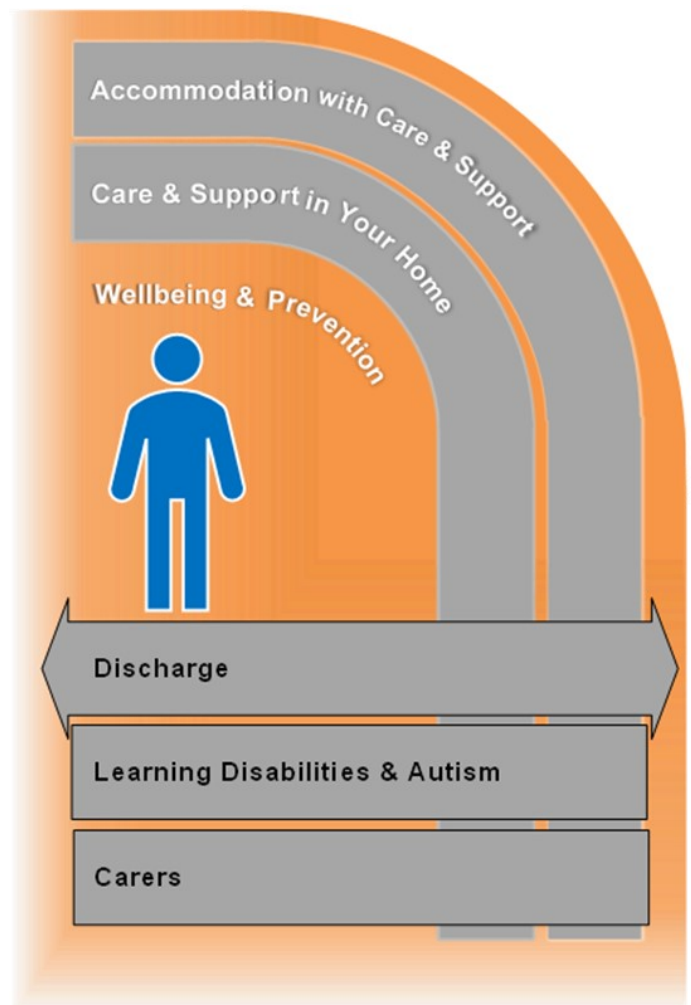 Accommodation with Care & Support
Care & Support in Your Home
Wellbeing & Prevention
Discharge
Learning Disabilities & Autism
Carers